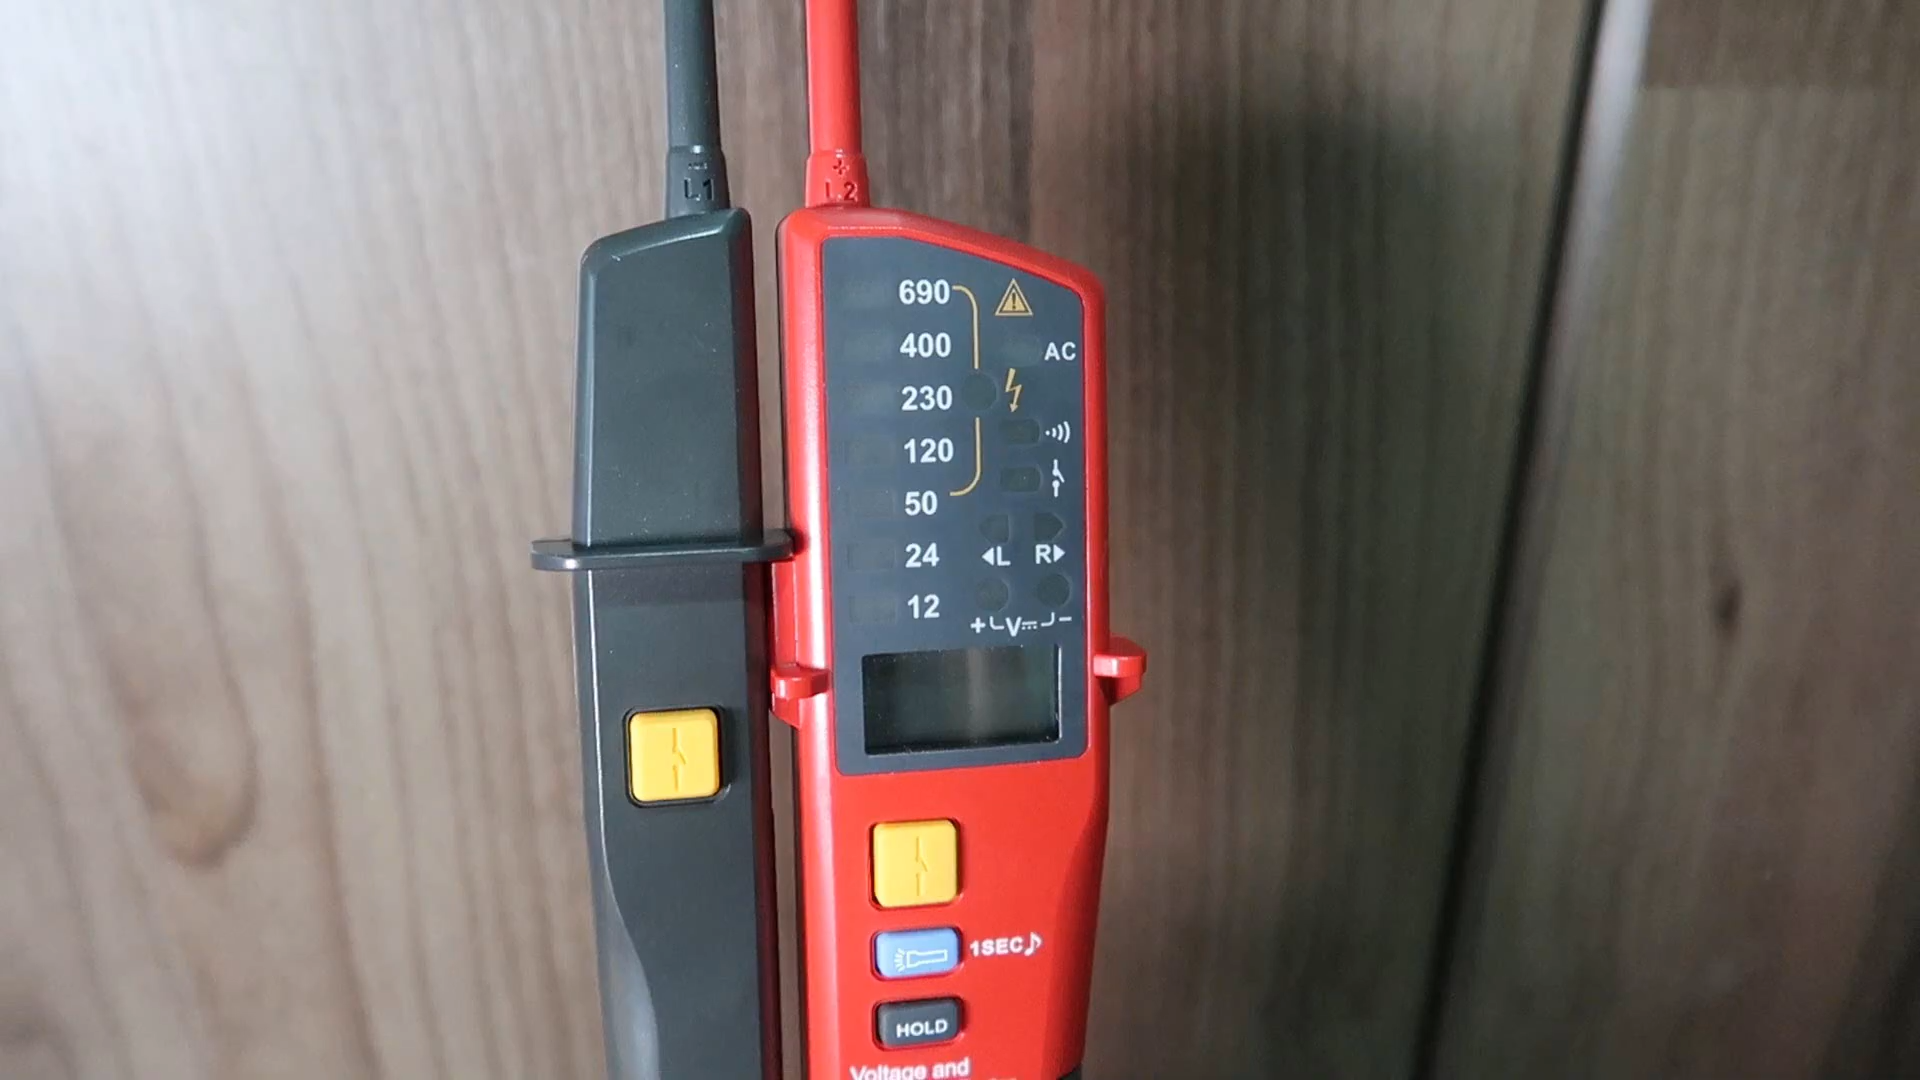 L1
L2
690
400
AC
230
120
50
24
◀L R▶
12
+ V -
1SEC♪
HOLD
Voltage and